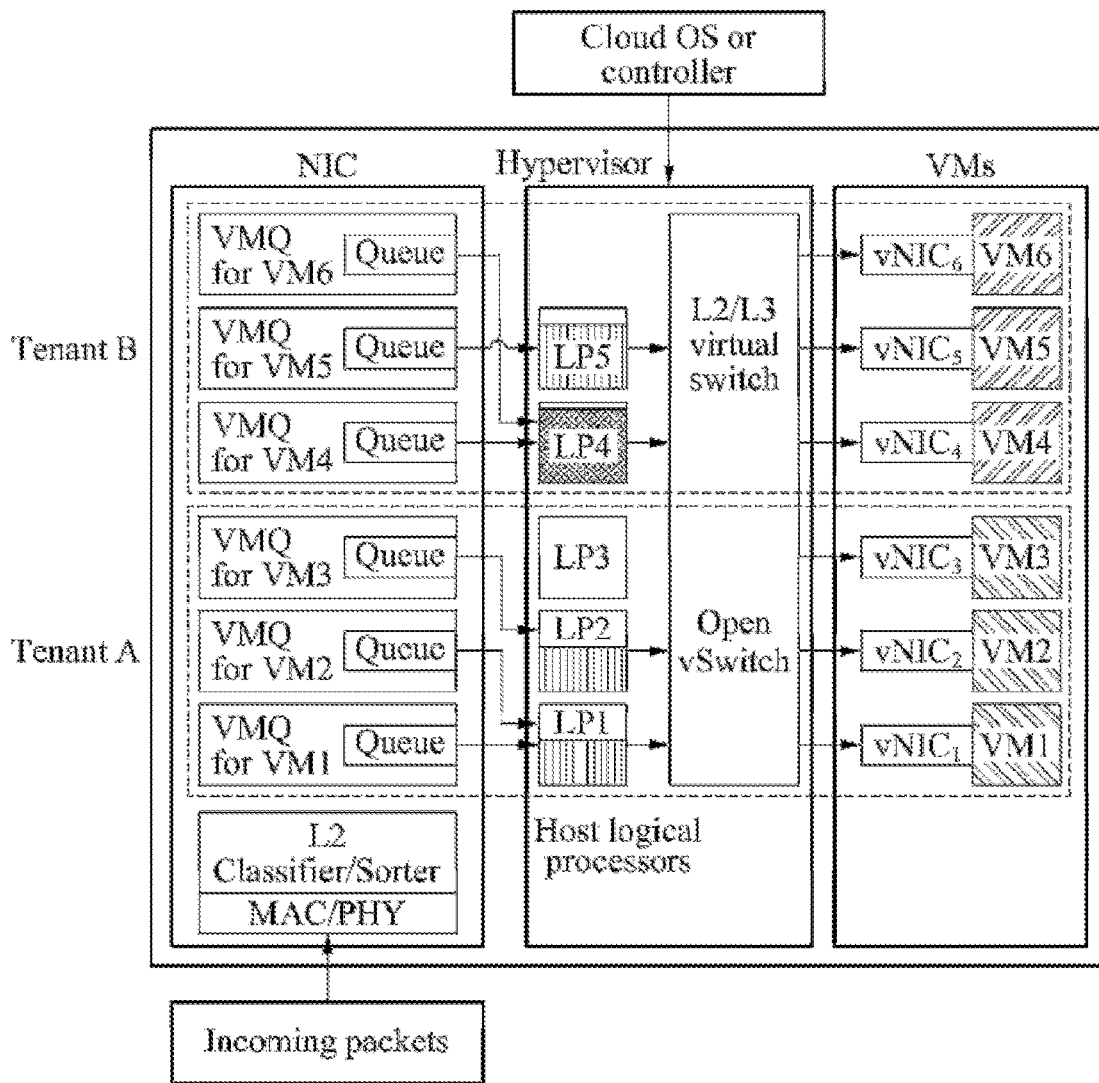 Cloud OS or
controller
NIC
Hypervisor
VMs
Tenant B
VMQ
for VM6
Queue
VMQ
for VM5
Queue
VMQ
for VM4
Queue
LP5
LP4
L2/L3
virtual
switch
vNIC₆
VM6
vNIC₅
VM5
vNIC₄
VM4
Tenant A
VMQ
for VM3
Queue
VMQ
for VM2
Queue
VMQ
for VM1
Queue
LP3
LP2
LP1
Open
vSwitch
vNIC₃
VM3
vNIC₂
VM2
vNIC₁
VM1
L2
Classifier/Sorter
MAC/PHY
Host logical
processors
Incoming packets